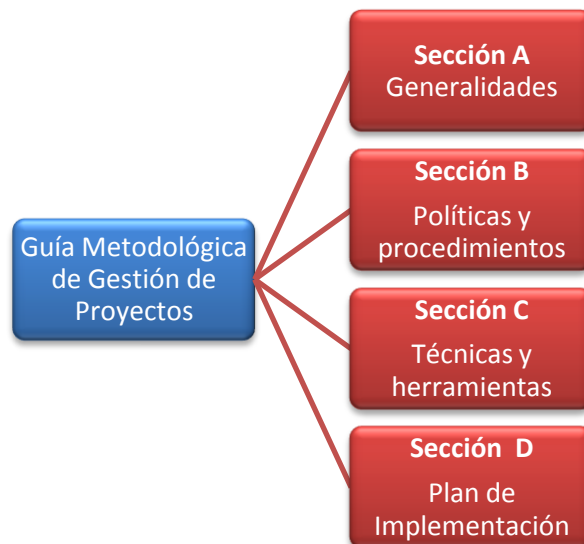 Guía Metodológica
de Gestión de
Proyectos
Sección A
Generalidades
Sección B
Políticas y
procedimientos
Sección C
Técnicas y
herramientas
Sección D
Plan de
Implementación